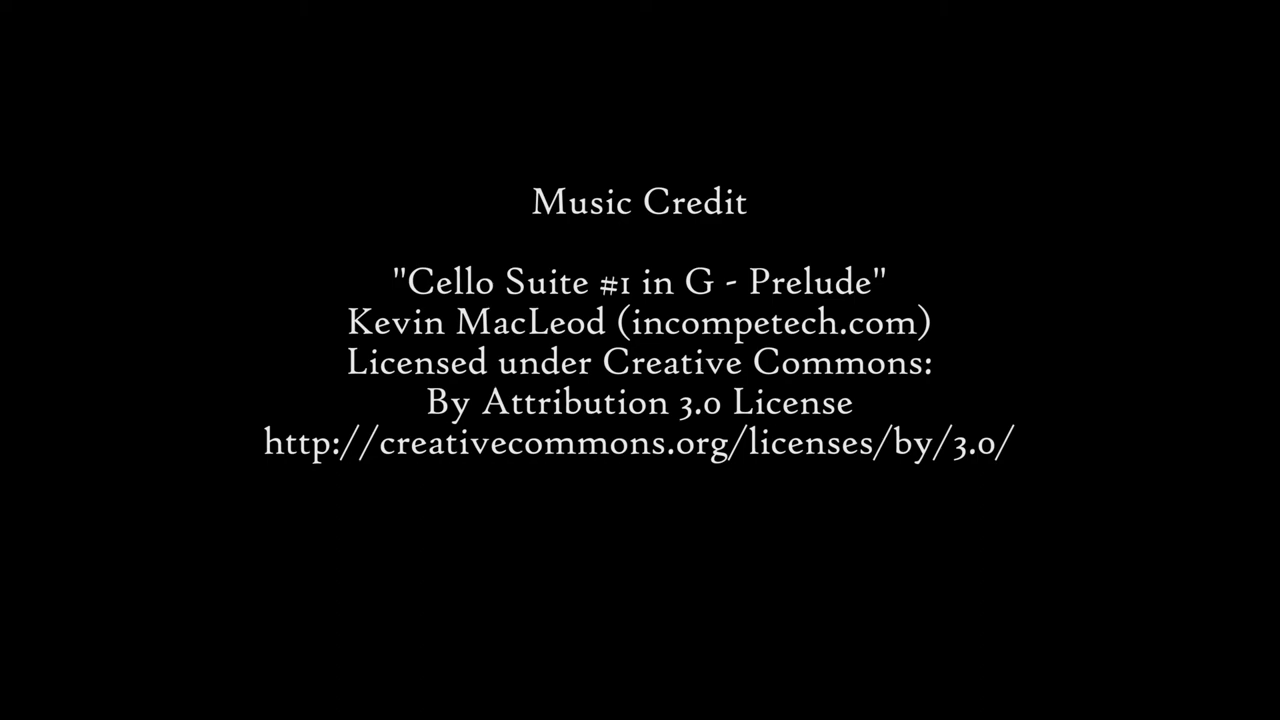 Music Credit
"Cello Suite #1 in G - Prelude"
Kevin MacLeod (incompetech.com)
Licensed under Creative Commons:
By Attribution 3.0 License
http://creativecommons.org/licenses/by/3.0/